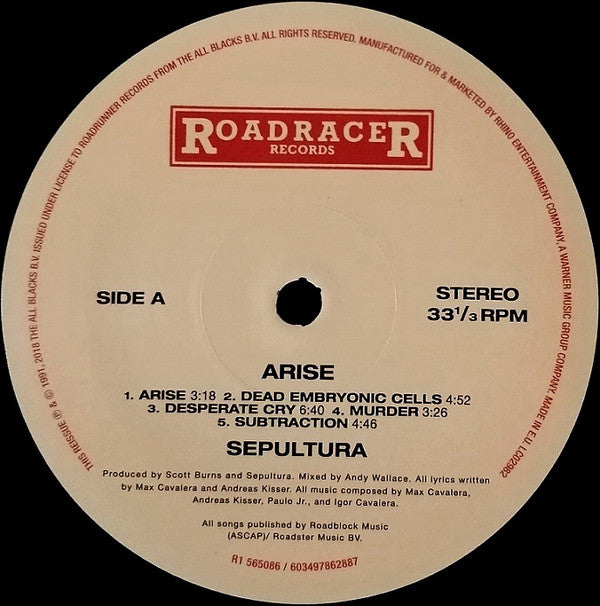 THIS REISSUE ℗ & © 1991, 2018 THE ALL BLACKS B.V. ISSUED UNDER LICENSE TO ROADRUNNER RECORDS FROM THE ALL BLACKS B.V. ALL RIGHTS RESERVED. MANUFACTURED FOR & MARKETED BY RHINO ENTERTAINMENT COMPANY, A WARNER MUSIC GROUP COMPANY. MADE IN E.U. LC02982
ROADRACER
RECORDS
SIDE A
STEREO
33¹/₃ RPM
ARISE
1. ARISE 3:18 2. DEAD EMBRYONIC CELLS 4:52
3. DESPERATE CRY 6:40 4. MURDER 3:26
5. SUBTRACTION 4:46
SEPULTURA
Produced by Scott Burns and Sepultura. Mixed by Andy Wallace. All lyrics written
by Max Cavalera and Andreas Kisser. All music composed by Max Cavalera,
Andreas Kisser, Paulo Jr., and Igor Cavalera.
All songs published by Roadblock Music
(ASCAP)/ Roadster Music BV.
R1 565086 / 603497862887